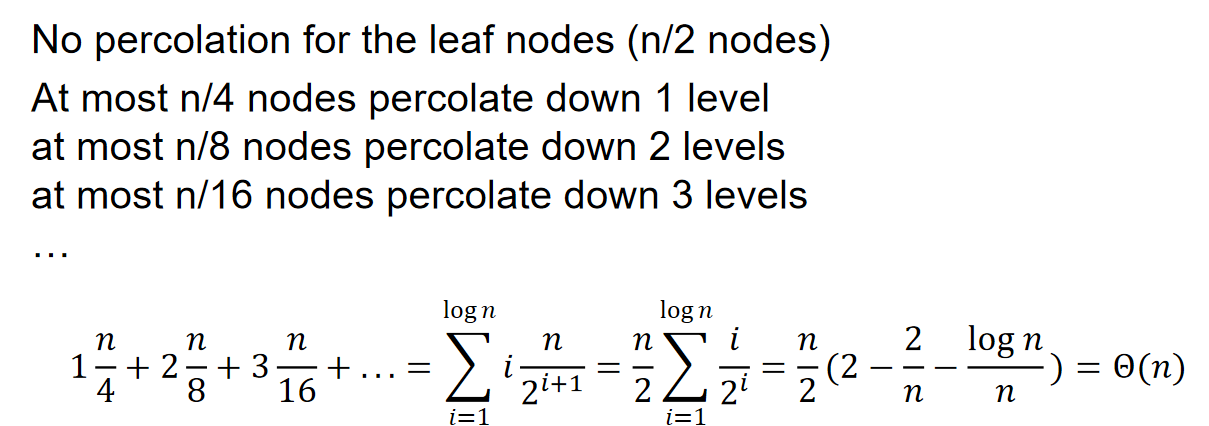 No percolation for the leaf nodes (n/2 nodes)
At most n/4 nodes percolate down 1 level
at most n/8 nodes percolate down 2 levels
at most n/16 nodes percolate down 3 levels
…
$1\frac{n}{4} + 2\frac{n}{8} + 3\frac{n}{16} + \ldots = \sum_{i=1}^{\log n} i\frac{n}{2^{i+1}} = \frac{n}{2}\sum_{i=1}^{\log n} \frac{i}{2^i} = \frac{n}{2}(2 - \frac{2}{n} - \frac{\log n}{n}) = \Theta(n)$